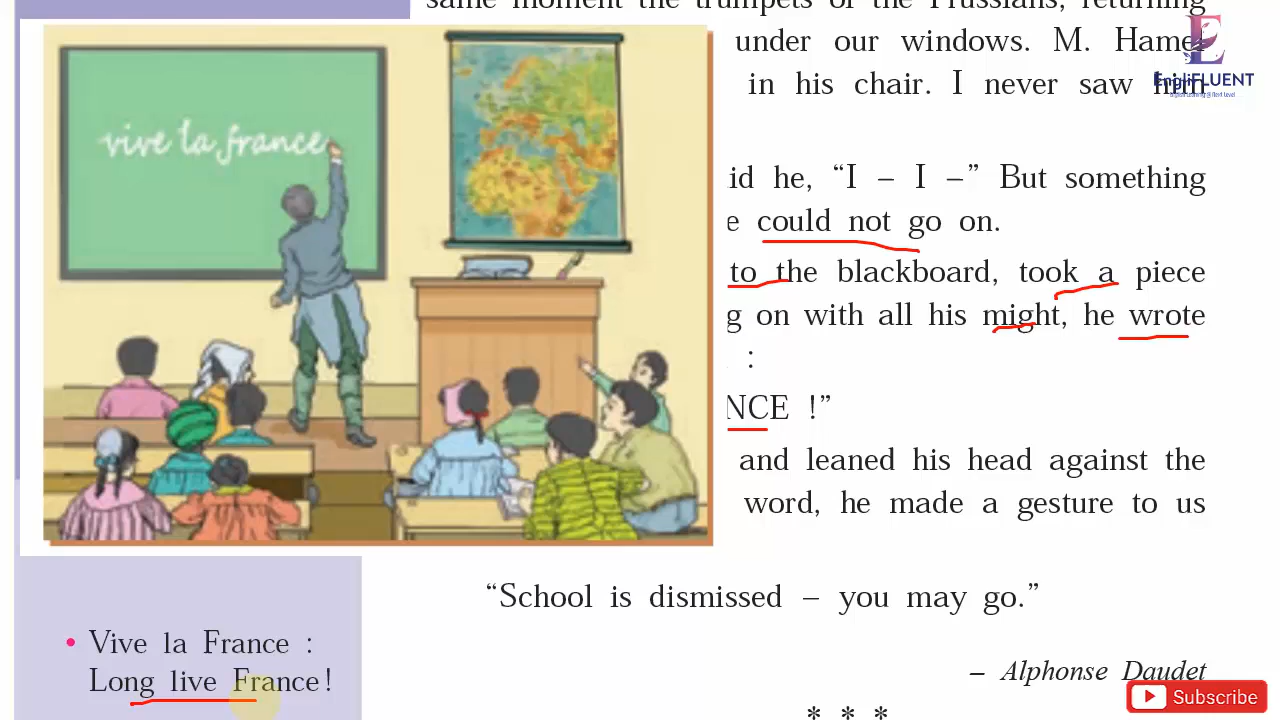 same moment the trumpets of the Prussians, returning
under our windows. M. Hamel
in his chair. I never saw him
EngliFLUENT
vive la france
id he, “I – I –” But something
e could not go on.
to the blackboard, took a piece
g on with all his might, he wrote
:
NCE !”
and leaned his head against the
word, he made a gesture to us
“School is dismissed – you may go.”
• Vive la France :
Long live France!
– Alphonse Daudet
Subscribe
* * *